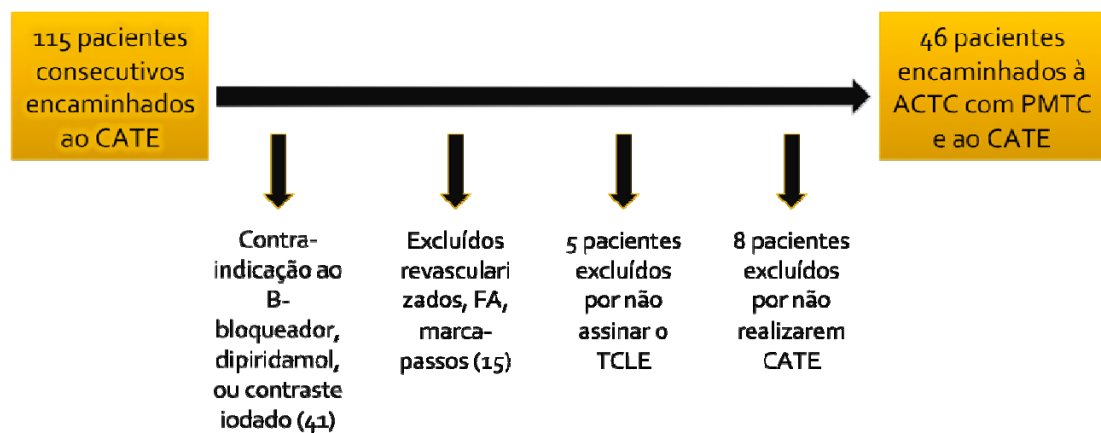 115 pacientes
consecutivos
encaminhados
ao CATE
46 pacientes
encaminhados à
ACTC com PMTC
e ao CATE
Contra-
indicação ao
B-
bloqueador,
dipiridamol,
ou contraste
iodado (41)
Excluídos
revasculari
zados, FA,
marca-
passos (15)
5 pacientes
excluídos
por não
assinar o
TCLE
8 pacientes
excluídos
por não
realizarem
CATE